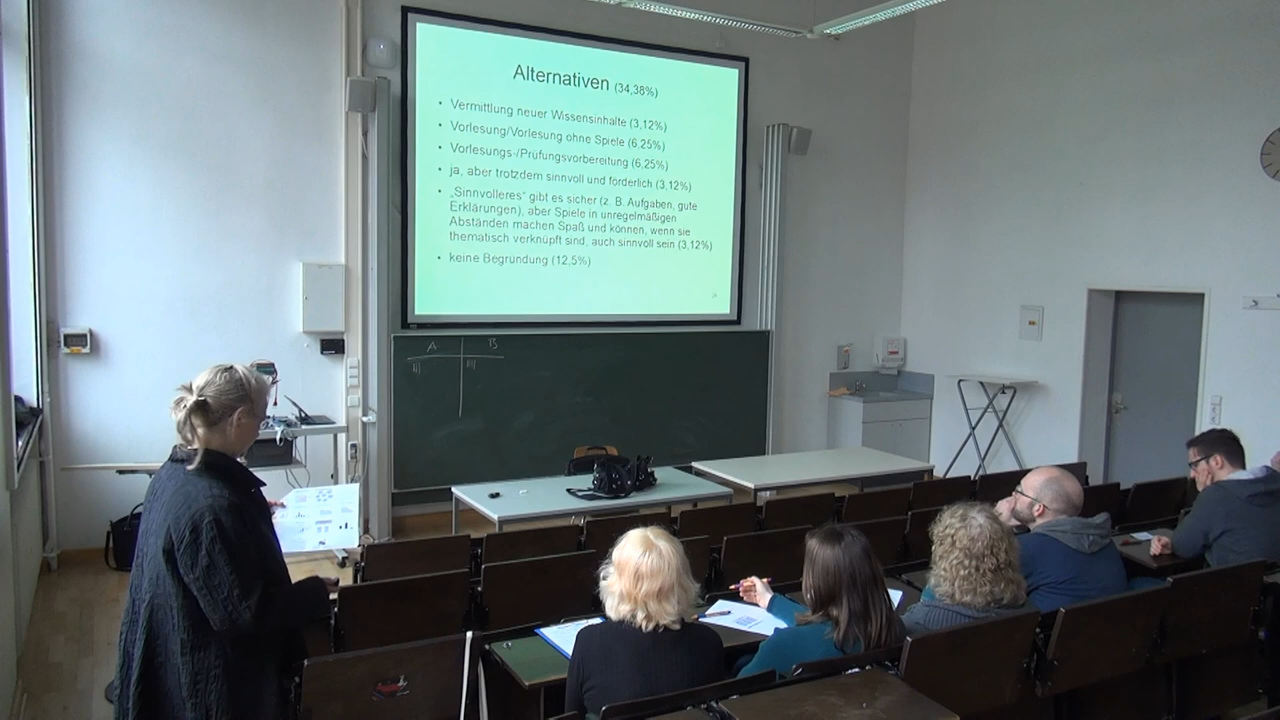 Alternativen (34,38%)
• Vermittlung neuer Wissensinhalte (3,12%)
• Vorlesung/Vorlesung ohne Spiele (6,25%)
• Vorlesungs-/Prüfungsvorbereitung (6,25%)
• ja, aber trotzdem sinnvoll und förderlich (3,12%)
• „Sinnvolleres“ gibt es sicher (z. B. Aufgaben, gute
Erklärungen), aber Spiele in unregelmäßigen
Abständen machen Spaß und können, wenn sie
thematisch verknüpft sind, auch sinnvoll sein (3,12%)
• keine Begründung (12,5%)
A B
||| ||||